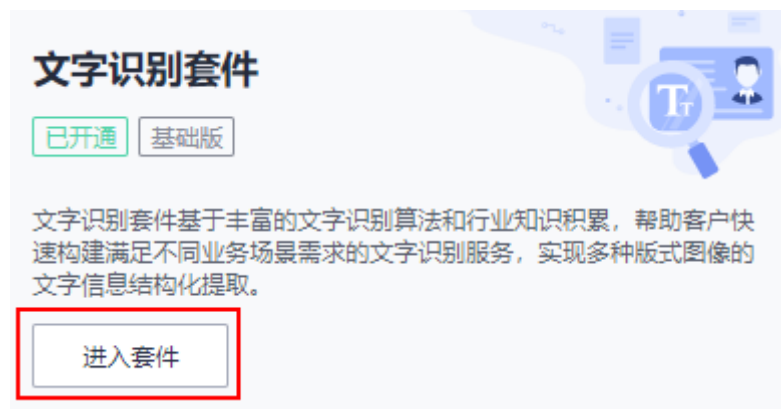 文字识别套件
已开通 基础版
文字识别套件基于丰富的文字识别算法和行业知识积累，帮助客户快
速构建满足不同业务场景需求的文字识别服务，实现多种版式图像的
文字信息结构化提取。
进入套件